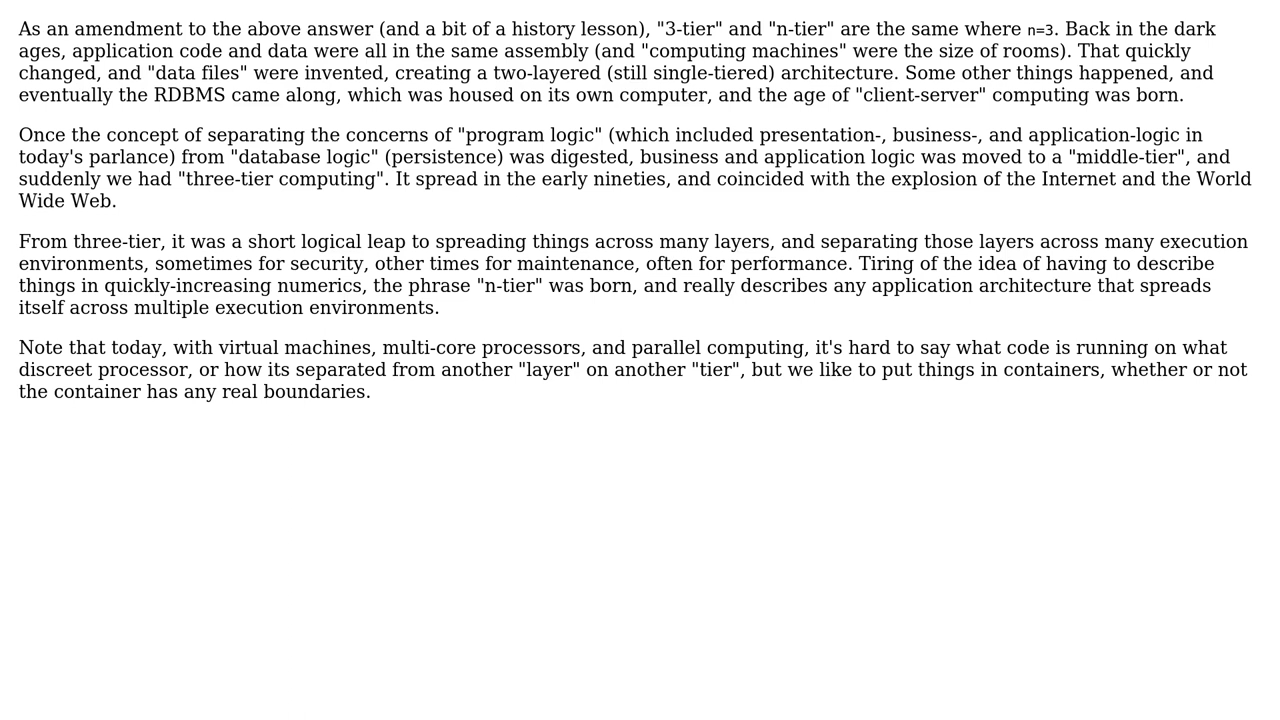 As an amendment to the above answer (and a bit of a history lesson), "3-tier" and "n-tier" are the same where n=3. Back in the dark
ages, application code and data were all in the same assembly (and "computing machines" were the size of rooms). That quickly
changed, and "data files" were invented, creating a two-layered (still single-tiered) architecture. Some other things happened, and
eventually the RDBMS came along, which was housed on its own computer, and the age of "client-server" computing was born.
Once the concept of separating the concerns of "program logic" (which included presentation-, business-, and application-logic in
today's parlance) from "database logic" (persistence) was digested, business and application logic was moved to a "middle-tier", and
suddenly we had "three-tier computing". It spread in the early nineties, and coincided with the explosion of the Internet and the World
Wide Web.
From three-tier, it was a short logical leap to spreading things across many layers, and separating those layers across many execution
environments, sometimes for security, other times for maintenance, often for performance. Tiring of the idea of having to describe
things in quickly-increasing numerics, the phrase "n-tier" was born, and really describes any application architecture that spreads
itself across multiple execution environments.
Note that today, with virtual machines, multi-core processors, and parallel computing, it's hard to say what code is running on what
discreet processor, or how its separated from another "layer" on another "tier", but we like to put things in containers, whether or not
the container has any real boundaries.